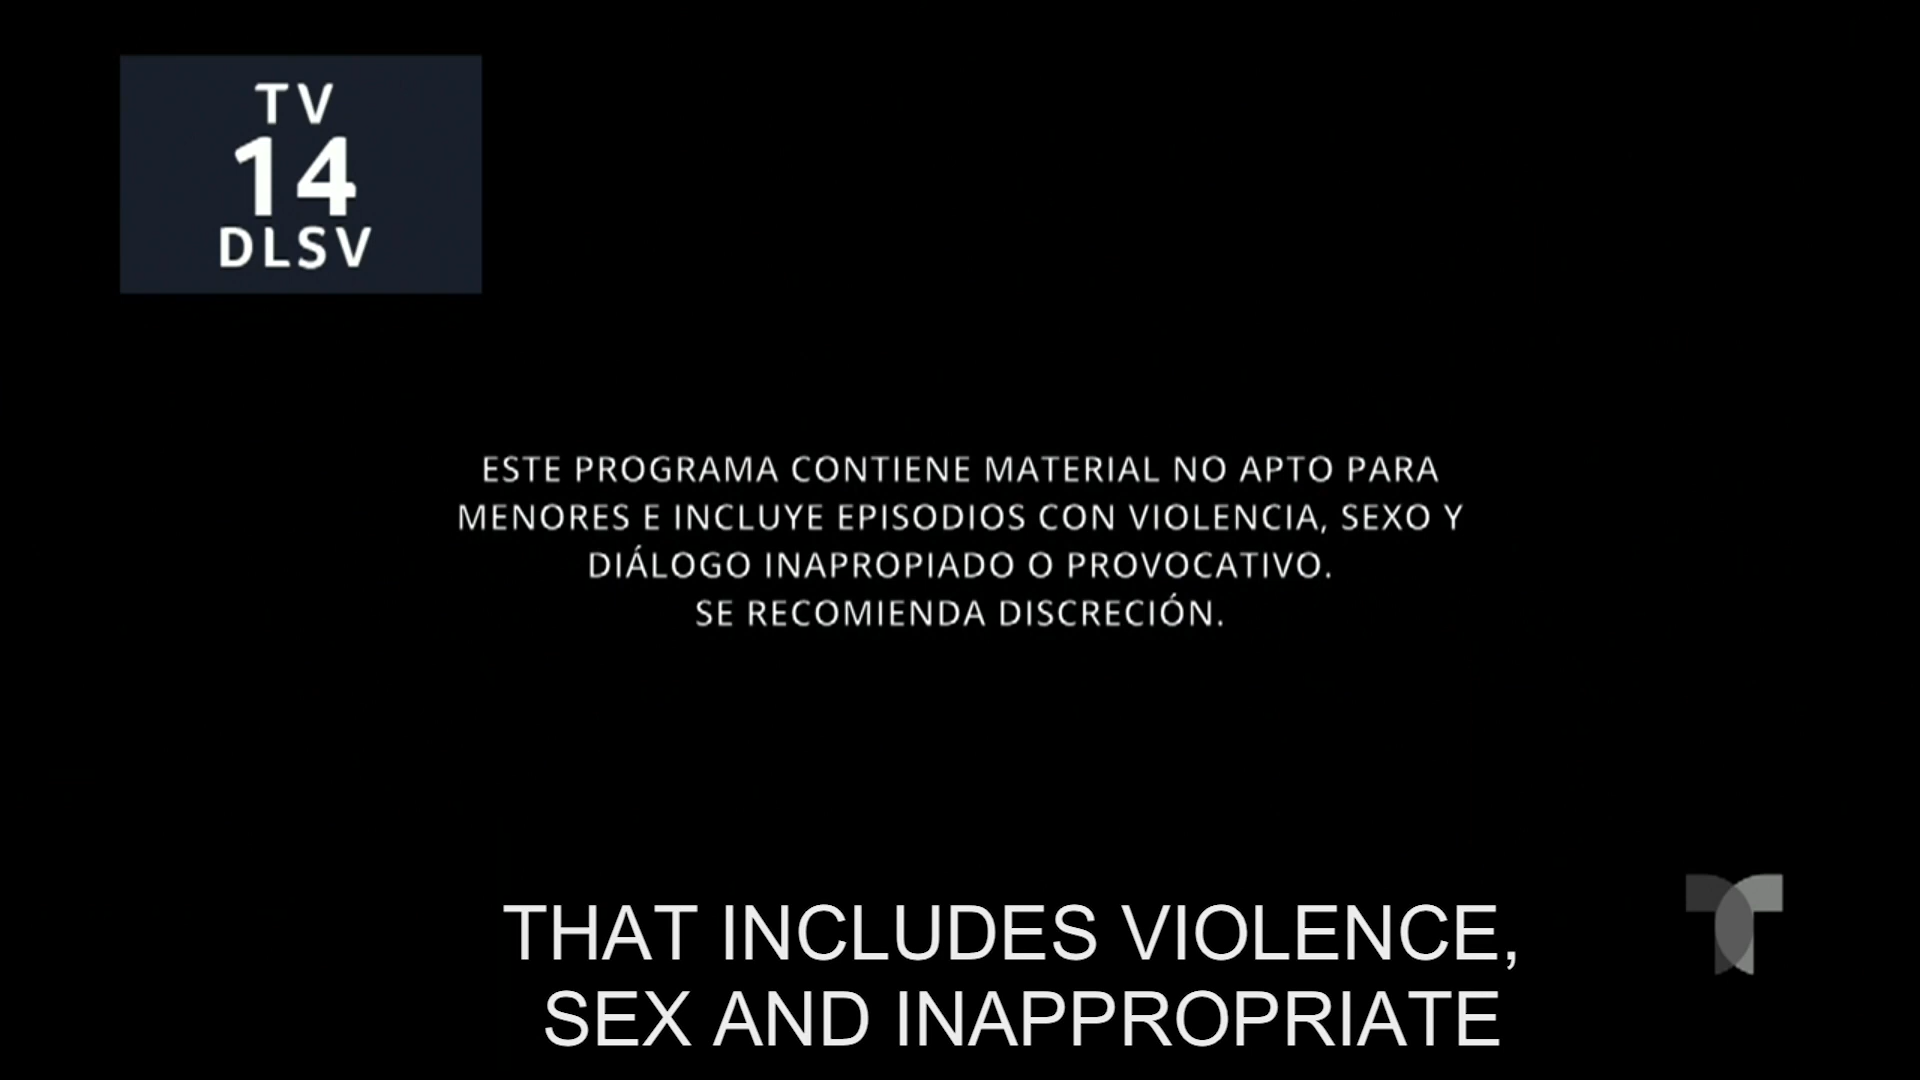 TV
14
DLSV
ESTE PROGRAMA CONTIENE MATERIAL NO APTO PARA
MENORES E INCLUYE EPISODIOS CON VIOLENCIA, SEXO Y
DIÁLOGO INAPROPIADO O PROVOCATIVO.
SE RECOMIENDA DISCRECIÓN.
THAT INCLUDES VIOLENCE,
SEX AND INAPPROPRIATE